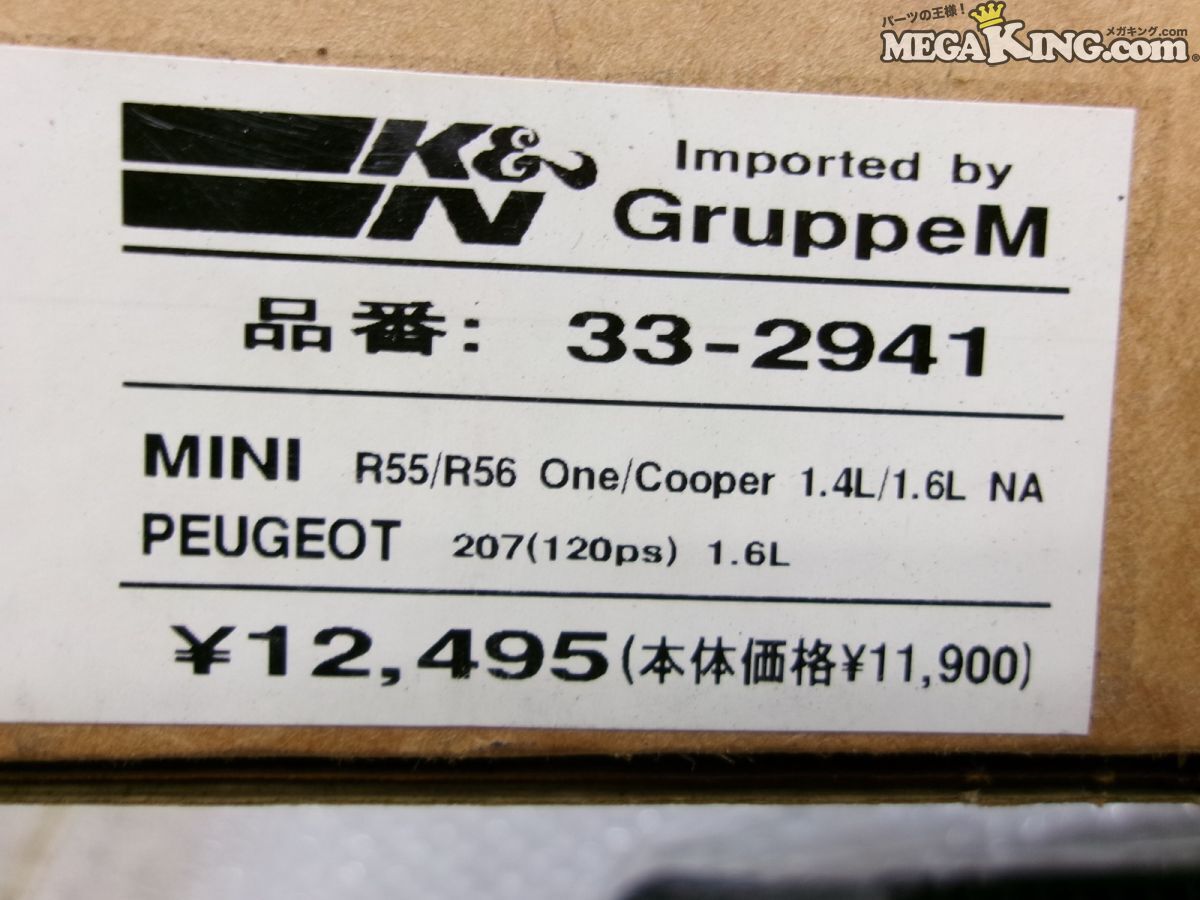 パーツの王様！
メガキング.com
MEGAKING.com®
K&N
Imported by
GruppeM
品番: 33-2941
MINI R55/R56 One/Cooper 1.4L/1.6L NA
PEUGEOT 207(120ps) 1.6L
¥12,495(本体価格¥11,900)